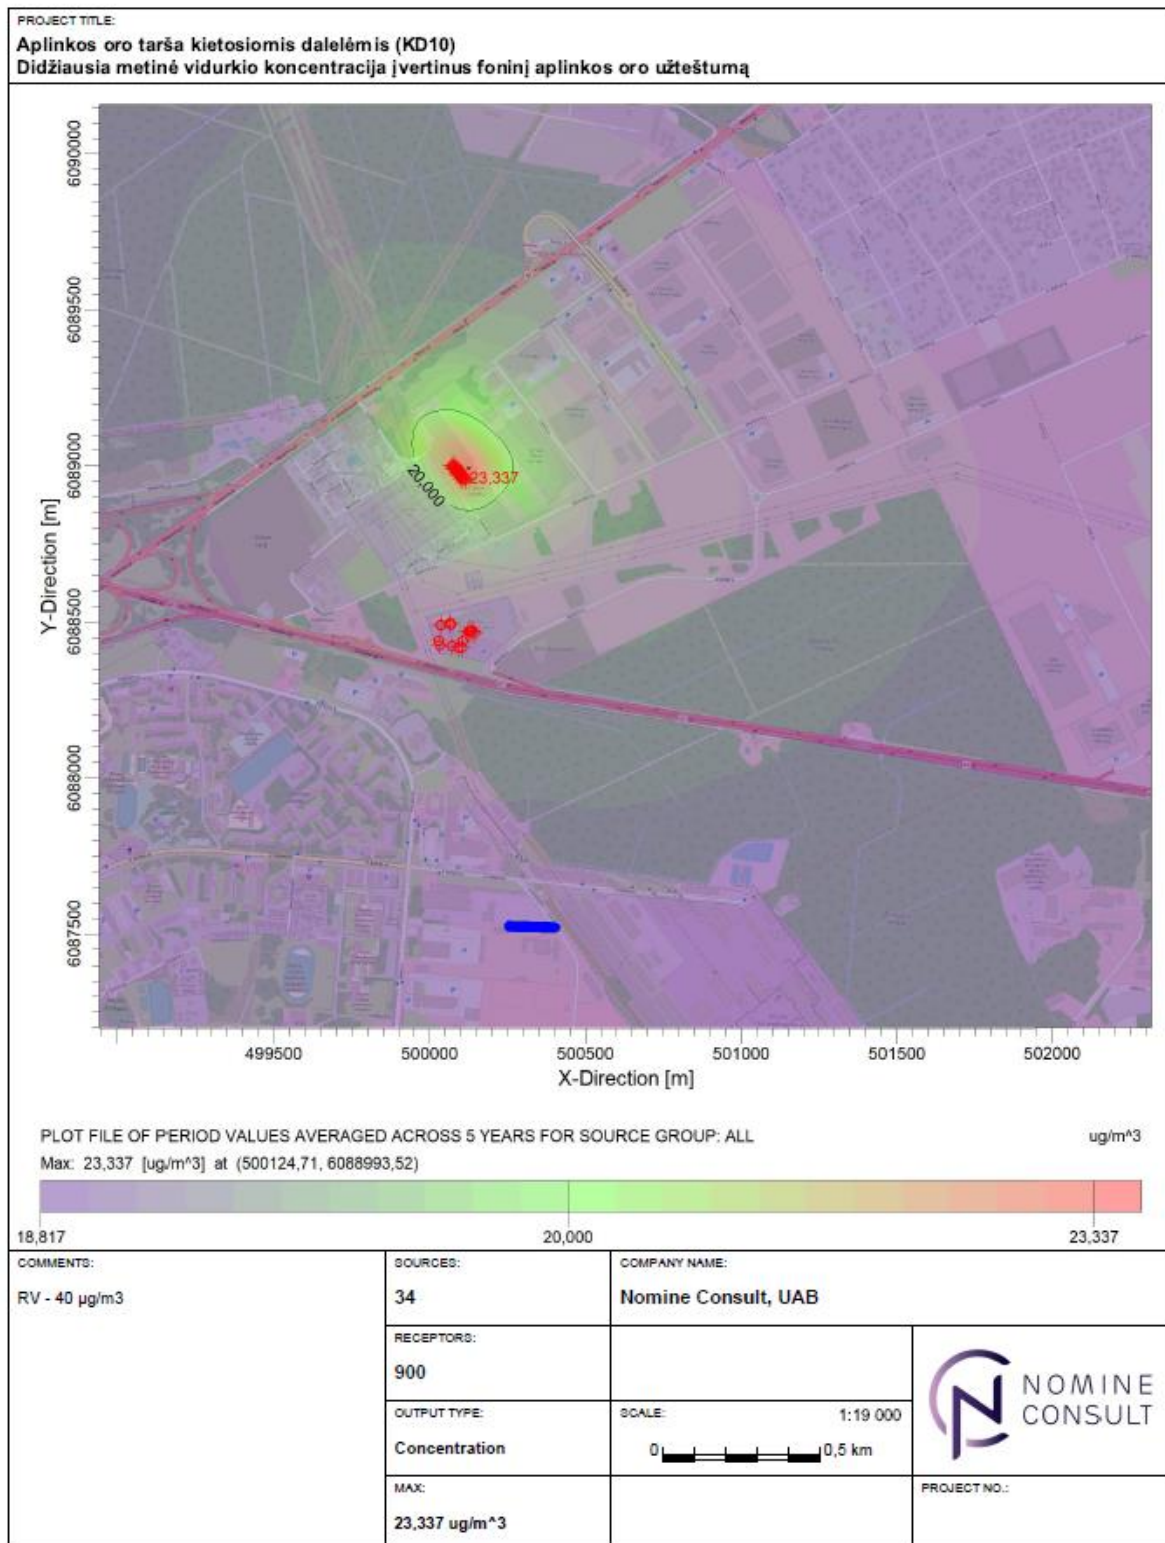 PROJECT TITLE:
Aplinkos oro tarša kietosiomis dalelėmis (KD10)
Didžiausia metinė vidurkio koncentracija įvertinus foninį aplinkos oro užterštumą
Y-Direction [m]
6090000
6089500
6089000
6088500
6088000
6087500
20,000
23,337
499500
500000
500500
501000
501500
502000
X-Direction [m]
PLOT FILE OF PERIOD VALUES AVERAGED ACROSS 5 YEARS FOR SOURCE GROUP: ALL
ug/m^3
Max: 23,337 [ug/m^3] at (500124,71, 6088993,52)
18,817
20,000
23,337
COMMENTS:
RV - 40 µg/m3
SOURCES:
34
COMPANY NAME:
Nomine Consult, UAB
RECEPTORS:
900
OUTPUT TYPE:
Concentration
SCALE:
1:19 000
0
0,5 km
NOMINE
CONSULT
MAX:
23,337 ug/m^3
PROJECT NO.: